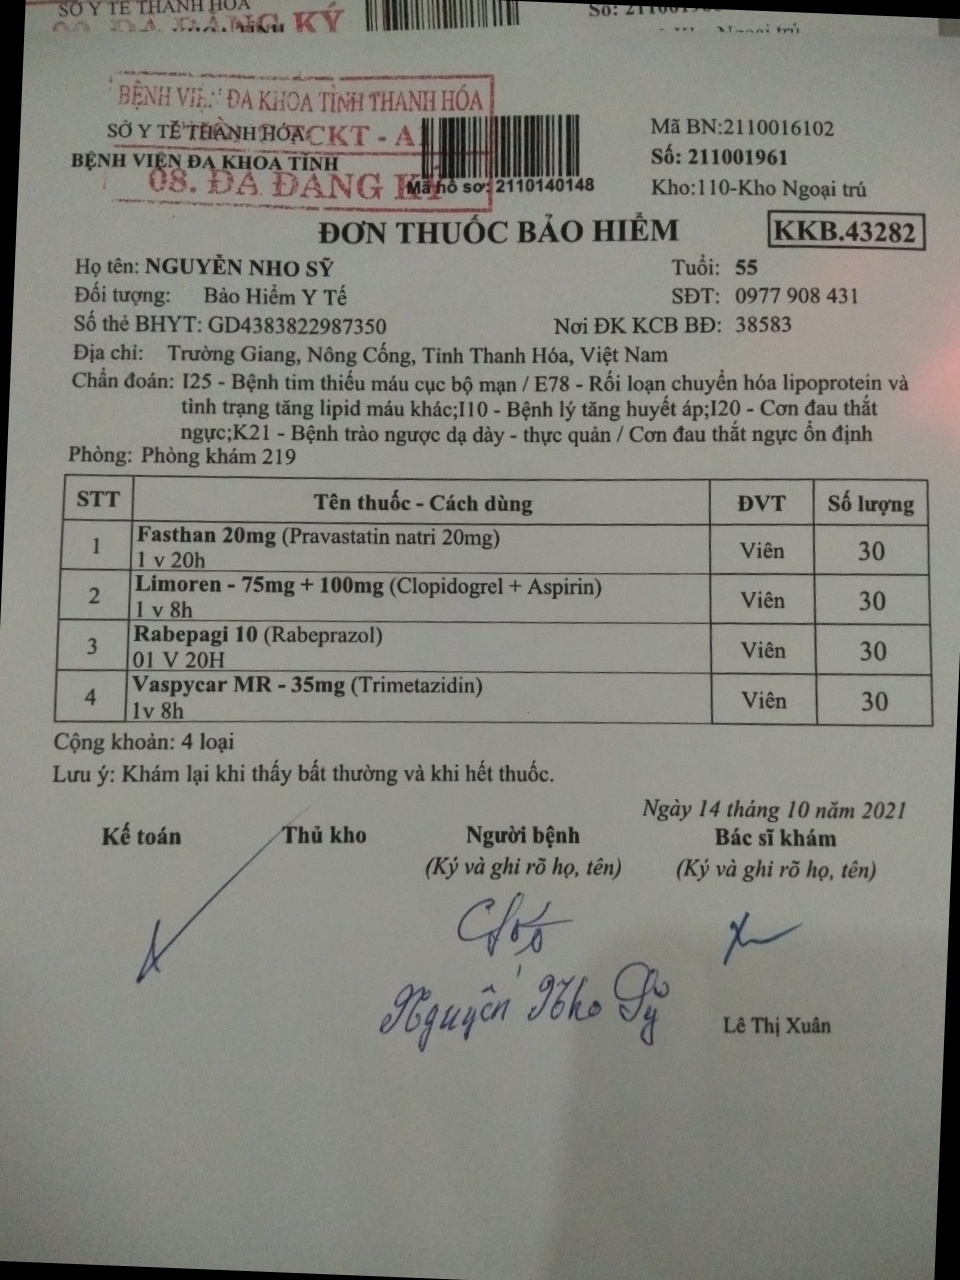 SỞ Y TẾ THANH HÓA
ĐĂNG KÝ
Ngoại trú
BỆNH VIỆN ĐA KHOA TỈNH THANH HÓA
SỞ Y TẾ THANH HÓA
CKT - A1
BỆNH VIỆN ĐA KHOA TỈNH
08. ĐÃ ĐĂNG KÝ
Mã hồ sơ: 2110140148
Mã BN:2110016102
Số: 211001961
Kho:110-Kho Ngoại trú
ĐƠN THUỐC BẢO HIỂM
KKB.43282
Họ tên: NGUYỄN NHO SỸ Tuổi: 55
Đối tượng: Bảo Hiểm Y Tế SĐT: 0977 908 431
Số thẻ BHYT: GD4383822987350 Nơi ĐK KCB BĐ: 38583
Địa chỉ: Trường Giang, Nông Cống, Tỉnh Thanh Hóa, Việt Nam
Chẩn đoán: I25 - Bệnh tim thiếu máu cục bộ mạn / E78 - Rối loạn chuyển hóa lipoprotein và
tình trạng tăng lipid máu khác;I10 - Bệnh lý tăng huyết áp;I20 - Cơn đau thắt
ngực;K21 - Bệnh trào ngược dạ dày - thực quản / Cơn đau thắt ngực ổn định
Phòng: Phòng khám 219
STT Tên thuốc - Cách dùng ĐVT Số lượng
1 Fasthan 20mg (Pravastatin natri 20mg) Viên 30
1 v 20h
2 Limoren - 75mg + 100mg (Clopidogrel + Aspirin) Viên 30
1 v 8h
3 Rabepagi 10 (Rabeprazol) Viên 30
01 V 20H
4 Vaspycar MR - 35mg (Trimetazidin) Viên 30
1v 8h
Cộng khoản: 4 loại
Lưu ý: Khám lại khi thấy bất thường và khi hết thuốc.
Ngày 14 tháng 10 năm 2021
Kế toán Thủ kho Người bệnh Bác sĩ khám
(Ký và ghi rõ họ, tên) (Ký và ghi rõ họ, tên)
Nguyễn Nho Sỹ
Lê Thị Xuân